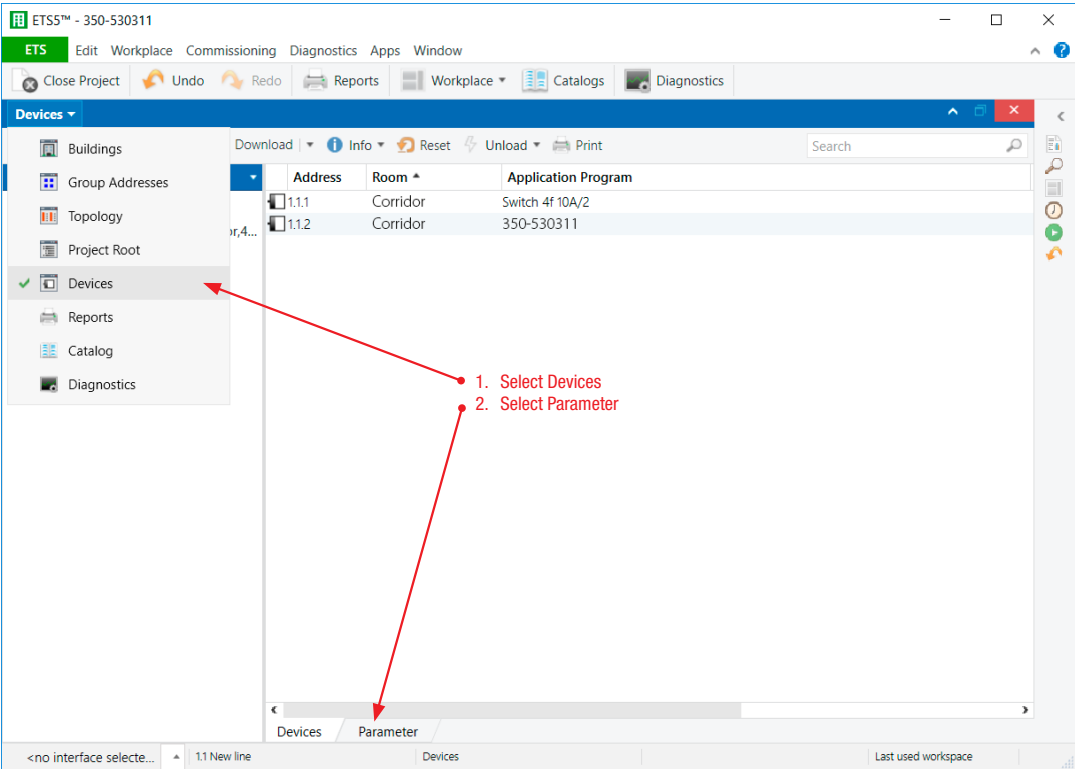 ETS5™ - 350-530311
ETS Edit Workplace Commissioning Diagnostics Apps Window
Close Project Undo Redo Reports Workplace Catalogs Diagnostics
Devices
Download Info Reset Unload Print Search
Buildings
Group Addresses
Topology
Project Root
Devices
Reports
Catalog
Diagnostics
or,4...
Address Room Application Program
1.1.1 Corridor Switch 4f 10A/2
1.1.2 Corridor 350-530311
1. Select Devices
2. Select Parameter
Devices Parameter
<no interface selecte... 1.1 New line Devices Last used workspace